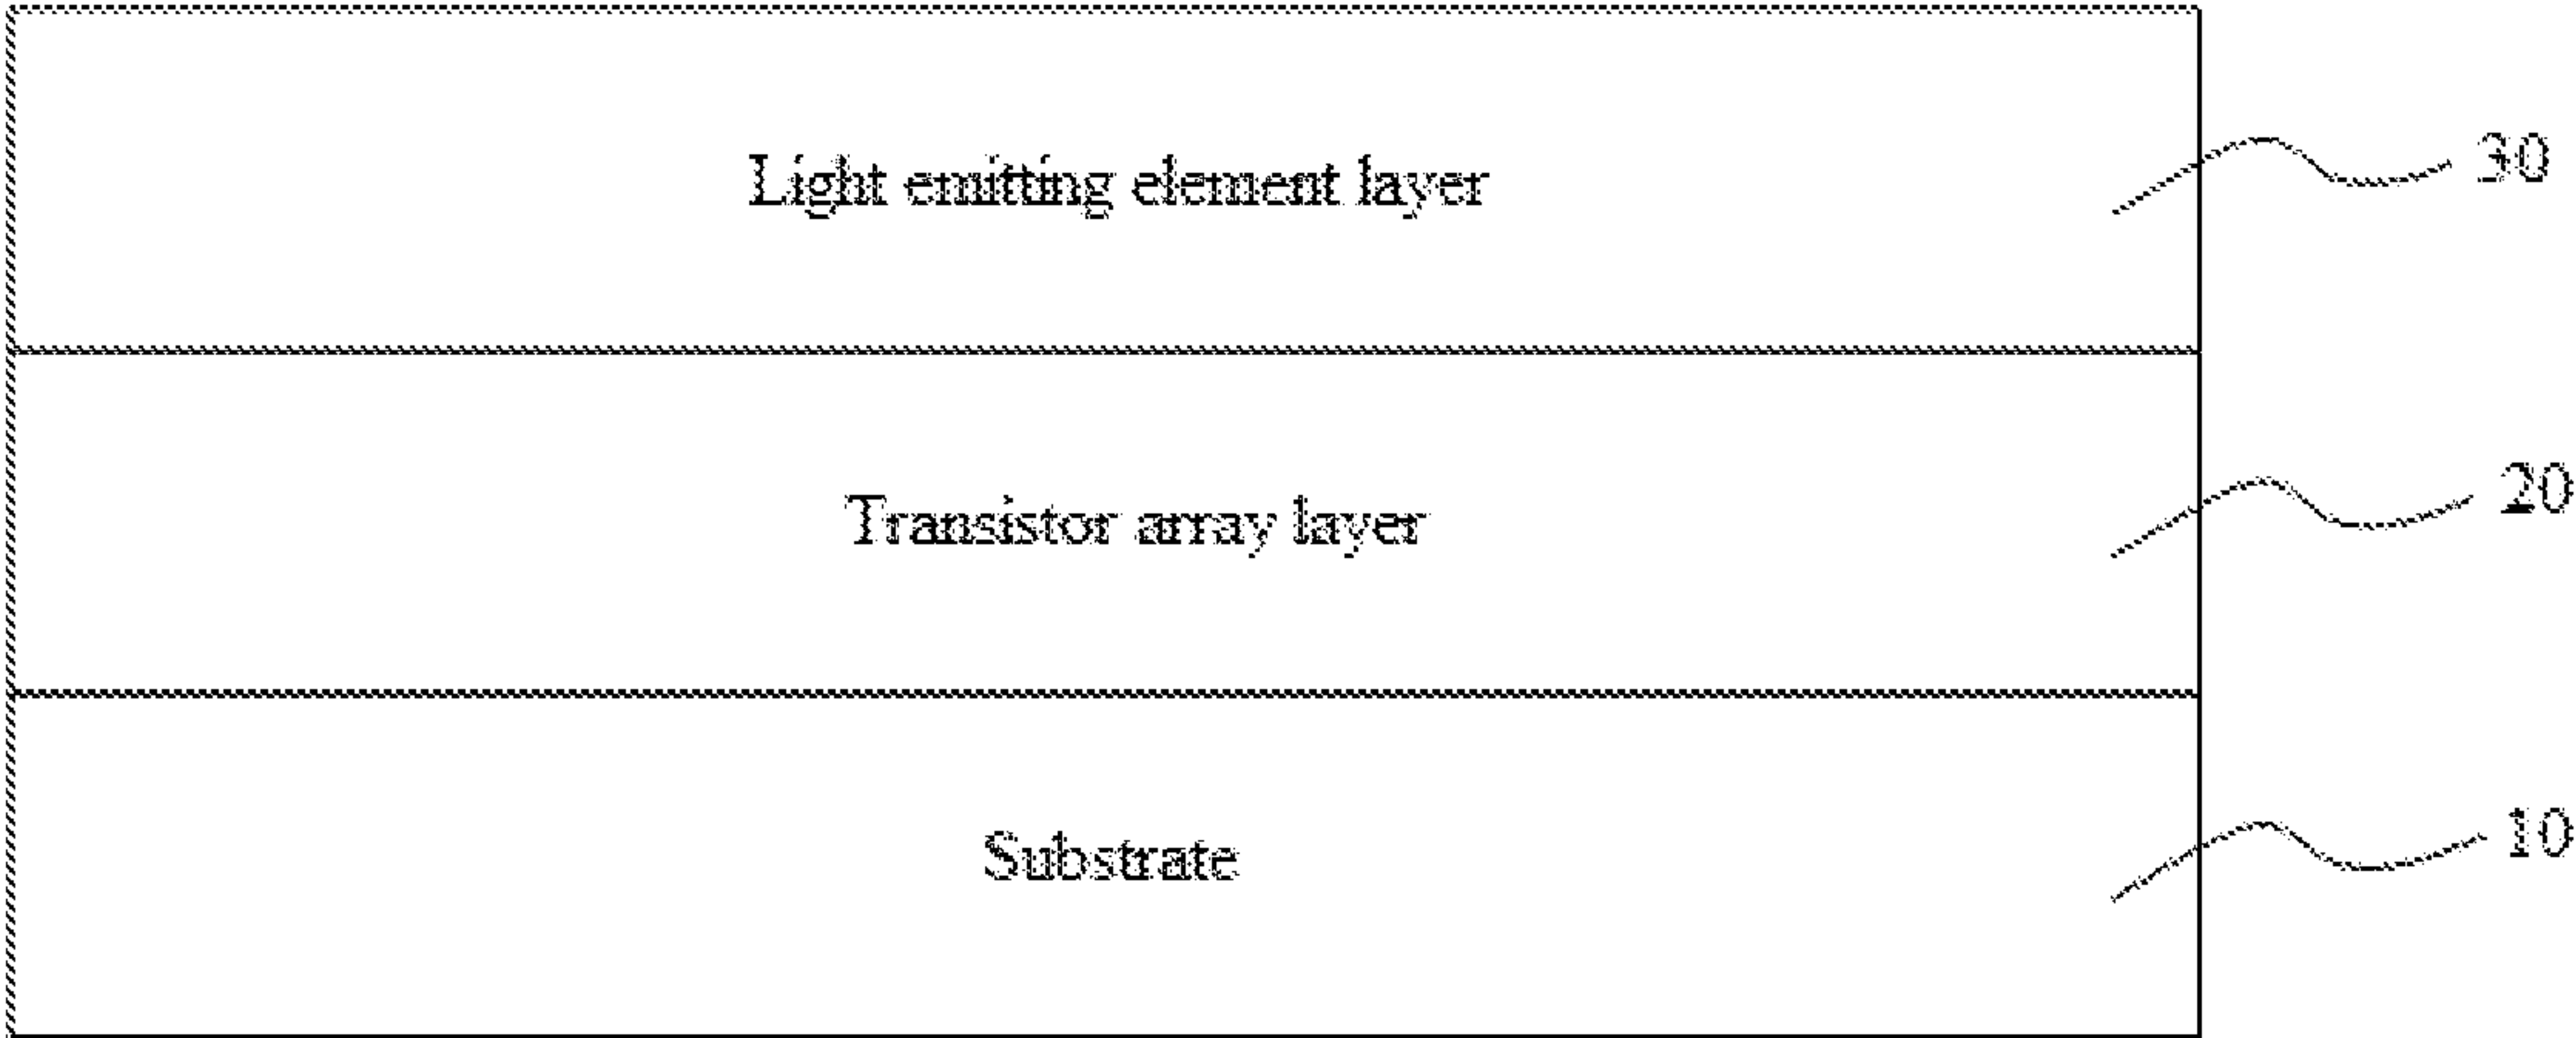 Light emitting element layer
30
Transistor array layer
20
Substrate
10